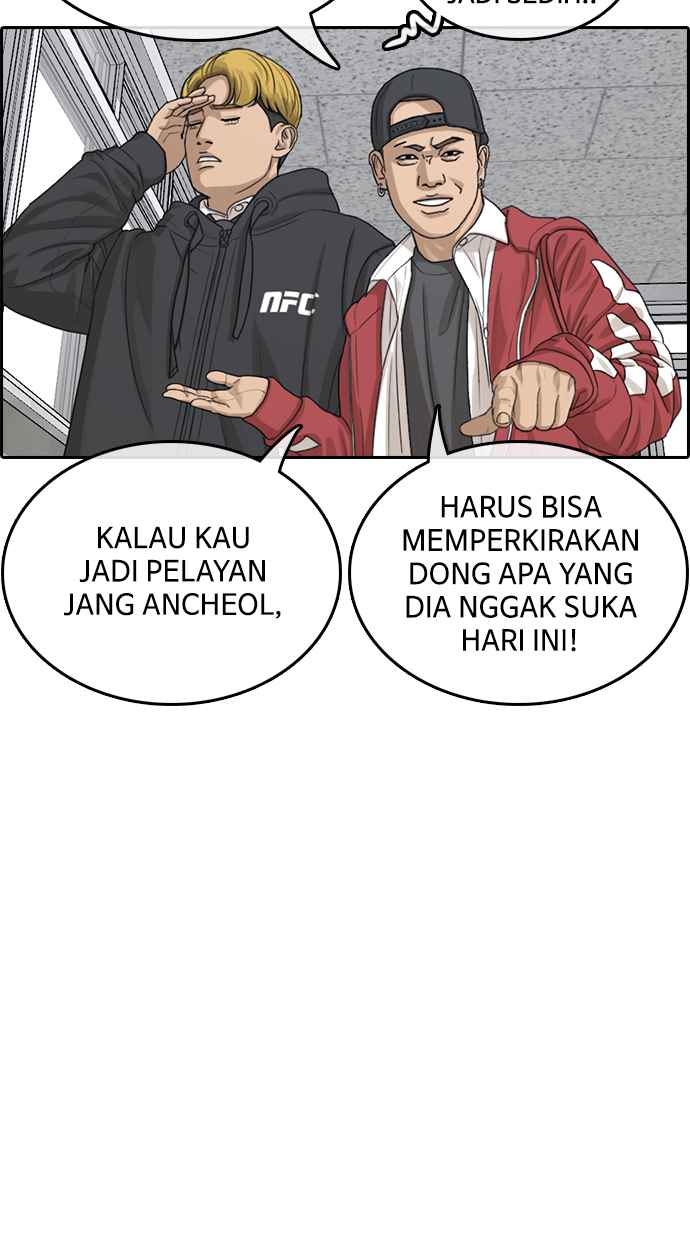 JADI SEDIH..
NFC
KALAU KAU
JADI PELAYAN
JANG ANCHEOL,
HARUS BISA
MEMPERKIRAKAN
DONG APA YANG
DIA NGGAK SUKA
HARI INI!